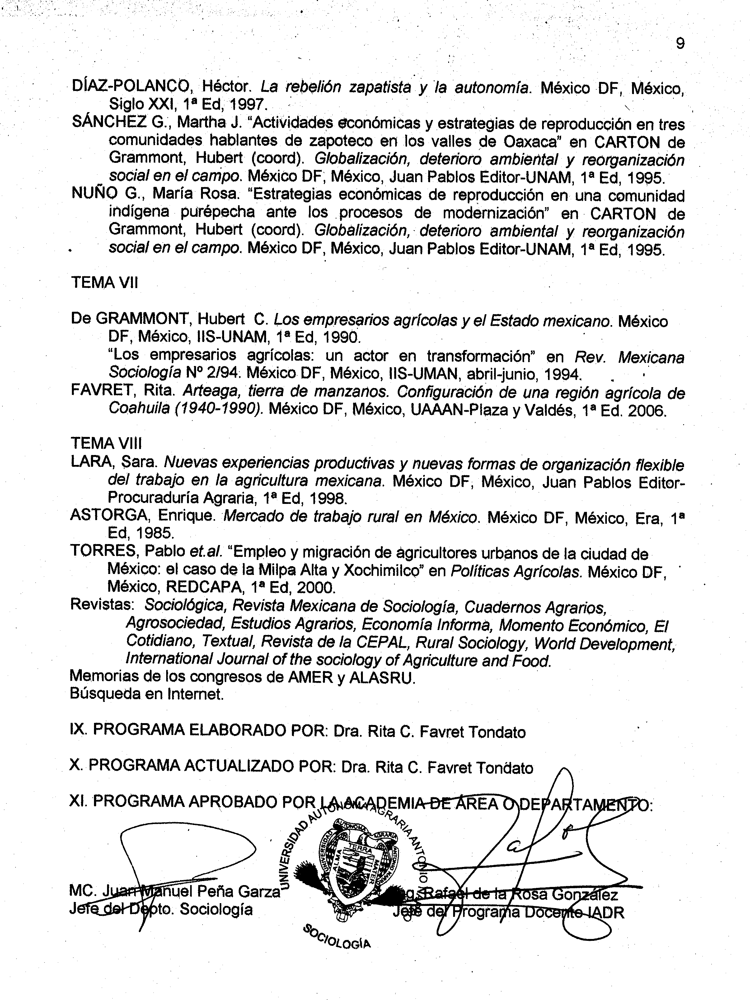 9
DÍAZ-POLANCO, Héctor. La rebelión zapatista y la autonomía. México DF, México,
Siglo XXI, 1ª Ed, 1997.
SÁNCHEZ G., Martha J. “Actividades económicas y estrategias de reproducción en tres
comunidades hablantes de zapoteco en los valles de Oaxaca” en CARTON de
Grammont, Hubert (coord). Globalización, deterioro ambiental y reorganización
social en el campo. México DF, México, Juan Pablos Editor-UNAM, 1ª Ed, 1995.
NUÑO G., María Rosa. “Estrategias económicas de reproducción en una comunidad
indígena purépecha ante los procesos de modernización” en CARTON de
Grammont, Hubert (coord). Globalización, deterioro ambiental y reorganización
social en el campo. México DF, México, Juan Pablos Editor-UNAM, 1ª Ed, 1995.
TEMA VII
De GRAMMONT, Hubert C. Los empresarios agrícolas y el Estado mexicano. México
DF, México, IIS-UNAM, 1ª Ed, 1990.
“Los empresarios agrícolas: un actor en transformación” en Rev. Mexicana
Sociología Nº 2/94. México DF, México, IIS-UMAN, abril-junio, 1994.
FAVRET, Rita. Arteaga, tierra de manzanos. Configuración de una región agrícola de
Coahuila (1940-1990). México DF, México, UAAAN-Plaza y Valdés, 1ª Ed. 2006.
TEMA VIII
LARA, Sara. Nuevas experiencias productivas y nuevas formas de organización flexible
del trabajo en la agricultura mexicana. México DF, México, Juan Pablos Editor-
Procuraduría Agraria, 1ª Ed, 1998.
ASTORGA, Enrique. Mercado de trabajo rural en México. México DF, México, Era, 1ª
Ed, 1985.
TORRES, Pablo et.al. “Empleo y migración de agricultores urbanos de la ciudad de
México: el caso de la Milpa Alta y Xochimilco” en Políticas Agrícolas. México DF,
México, REDCAPA, 1ª Ed, 2000.
Revistas: Sociológica, Revista Mexicana de Sociología, Cuadernos Agrarios,
Agrosociedad, Estudios Agrarios, Economía Informa, Momento Económico, El
Cotidiano, Textual, Revista de la CEPAL, Rural Sociology, World Development,
International Journal of the sociology of Agriculture and Food.
Memorias de los congresos de AMER y ALASRU.
Búsqueda en Internet.
IX. PROGRAMA ELABORADO POR: Dra. Rita C. Favret Tondato
X. PROGRAMA ACTUALIZADO POR: Dra. Rita C. Favret Tondato
XI. PROGRAMA APROBADO POR LA ACADEMIA DE ÁREA O DEPARTAMENTO:
UNIVERSIDAD AUTONOMA AGRARIA ANTONIO
UNIVERSIDAD AUTONOMA AGRARIA ANTONIO NARRO
ALMA TERRA MATER
MC. Juan Manuel Peña Garza
Jefe del Depto. Sociología
Rafael de la Rosa González
Jefe del Programa Docente IADR
SOCIOLOGÍA